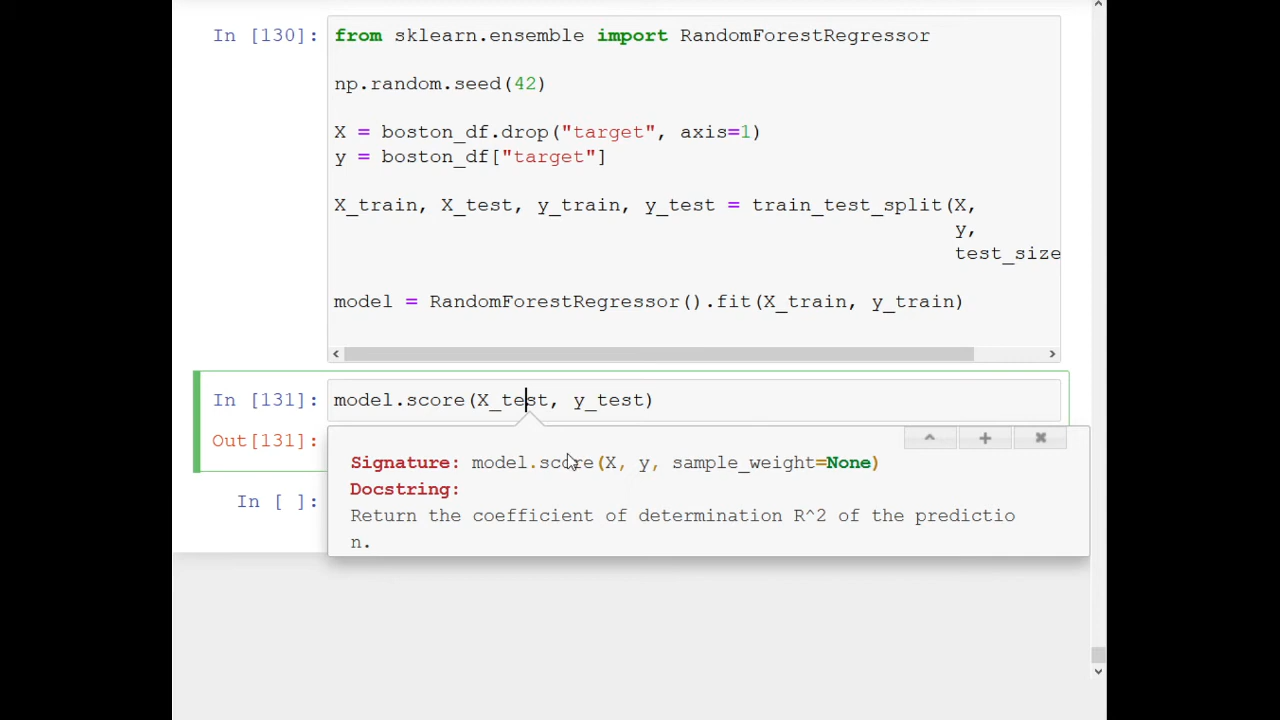 In [130]:
from sklearn.ensemble import RandomForestRegressor
np.random.seed(42)
X = boston_df.drop("target", axis=1)
y = boston_df["target"]
X_train, X_test, y_train, y_test = train_test_split(X,
y,
test_size
model = RandomForestRegressor().fit(X_train, y_train)
In [131]: model.score(X_test, y_test)
Out[131]:
Signature: model.score(X, y, sample_weight=None)
Docstring:
Return the coefficient of determination R^2 of the predictio
n.
In [ ]: